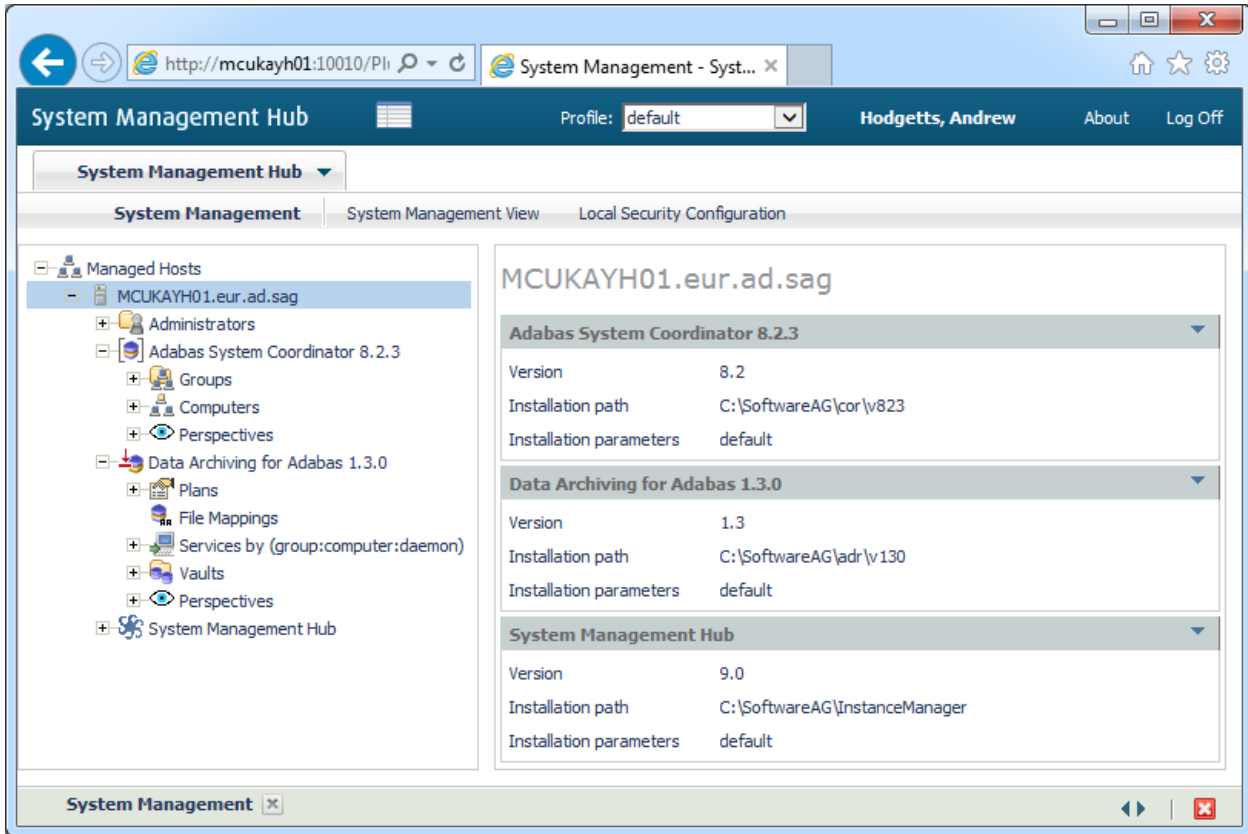 http://mcukayh01:10010/Plu
System Management - Syst...
System Management Hub
Profile: default
Hodgetts, Andrew
About
Log Off
System Management Hub
System Management
System Management View
Local Security Configuration
Managed Hosts
MCUKAYH01.eur.ad.sag
Administrators
Adabas System Coordinator 8.2.3
Groups
Computers
Perspectives
Data Archiving for Adabas 1.3.0
Plans
File Mappings
Services by (group:computer:daemon)
Vaults
Perspectives
System Management Hub
MCUKAYH01.eur.ad.sag
Adabas System Coordinator 8.2.3
Version 8.2
Installation path C:\SoftwareAG\cor\v823
Installation parameters default
Data Archiving for Adabas 1.3.0
Version 1.3
Installation path C:\SoftwareAG\adr\v130
Installation parameters default
System Management Hub
Version 9.0
Installation path C:\SoftwareAG\InstanceManager
Installation parameters default
System Management